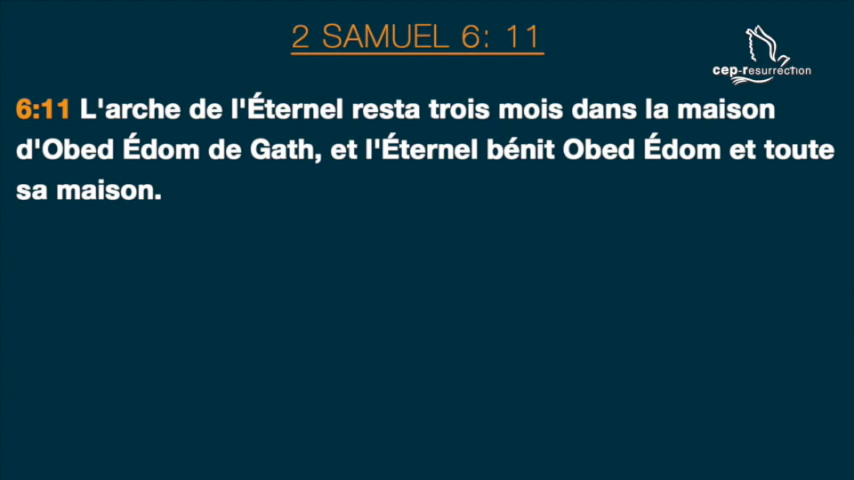 2 SAMUEL 6: 11
cep-résurrection
6:11 L'arche de l'Éternel resta trois mois dans la maison
d'Obed Édom de Gath, et l'Éternel bénit Obed Édom et toute
sa maison.